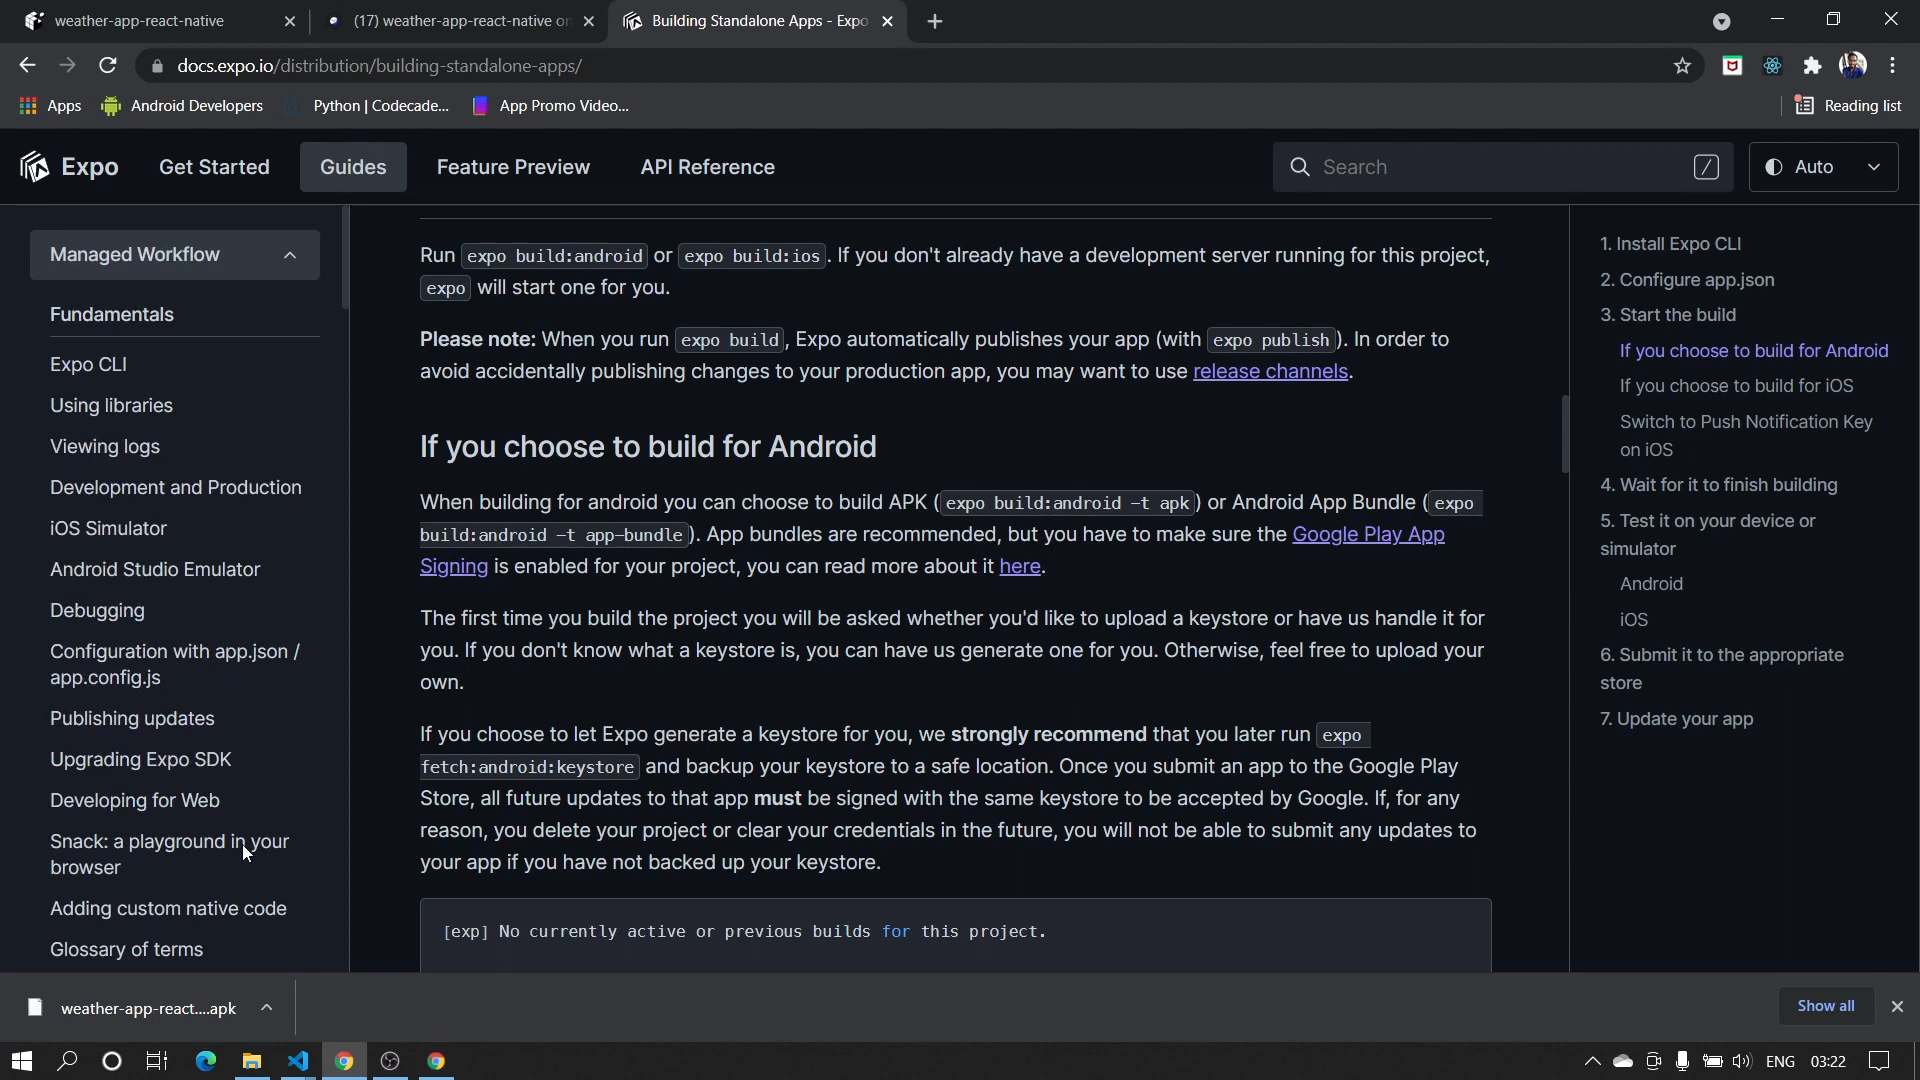 weather-app-react-native
(17) weather-app-react-native on
Building Standalone Apps - Expo
docs.expo.io/distribution/building-standalone-apps/
Apps
Android Developers
Python | Codecade...
App Promo Video...
Reading list
Expo
Get Started
Guides
Feature Preview
API Reference
Search
/
Auto
Managed Workflow
Fundamentals
Expo CLI
Using libraries
Viewing logs
Development and Production
iOS Simulator
Android Studio Emulator
Debugging
Configuration with app.json /
app.config.js
Publishing updates
Upgrading Expo SDK
Developing for Web
Snack: a playground in your
browser
Adding custom native code
Glossary of terms
Run expo build:android or expo build:ios. If you don't already have a development server running for this project,
expo will start one for you.
Please note: When you run expo build, Expo automatically publishes your app (with expo publish). In order to
avoid accidentally publishing changes to your production app, you may want to use release channels.
If you choose to build for Android
When building for android you can choose to build APK (expo build:android -t apk) or Android App Bundle (expo
build:android -t app-bundle). App bundles are recommended, but you have to make sure the Google Play App
Signing is enabled for your project, you can read more about it here.
The first time you build the project you will be asked whether you'd like to upload a keystore or have us handle it for
you. If you don't know what a keystore is, you can have us generate one for you. Otherwise, feel free to upload your
own.
If you choose to let Expo generate a keystore for you, we strongly recommend that you later run expo
fetch:android:keystore and backup your keystore to a safe location. Once you submit an app to the Google Play
Store, all future updates to that app must be signed with the same keystore to be accepted by Google. If, for any
reason, you delete your project or clear your credentials in the future, you will not be able to submit any updates to
your app if you have not backed up your keystore.
[exp] No currently active or previous builds for this project.
1. Install Expo CLI
2. Configure app.json
3. Start the build
If you choose to build for Android
If you choose to build for iOS
Switch to Push Notification Key
on iOS
4. Wait for it to finish building
5. Test it on your device or
simulator
Android
iOS
6. Submit it to the appropriate
store
7. Update your app
weather-app-react....apk
Show all
ENG
03:22